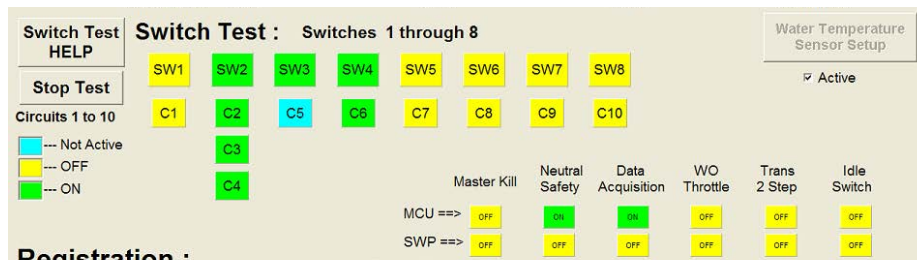 Switch Test
HELP
Switch Test : Switches 1 through 8
Water Temperature
Sensor Setup
SW1 SW2 SW3 SW4 SW5 SW6 SW7 SW8
Active
Stop Test
Circuits 1 to 10
C1 C2 C5 C6 C7 C8 C9 C10
--- Not Active
C3
--- OFF
--- ON
C4
Master Kill
Neutral
Safety
Data
Acquisition
WO
Throttle
Trans
2 Step
Idle
Switch
MCU ==> OFF ON ON OFF OFF OFF
SWP ==> OFF OFF OFF OFF OFF OFF
Registration :